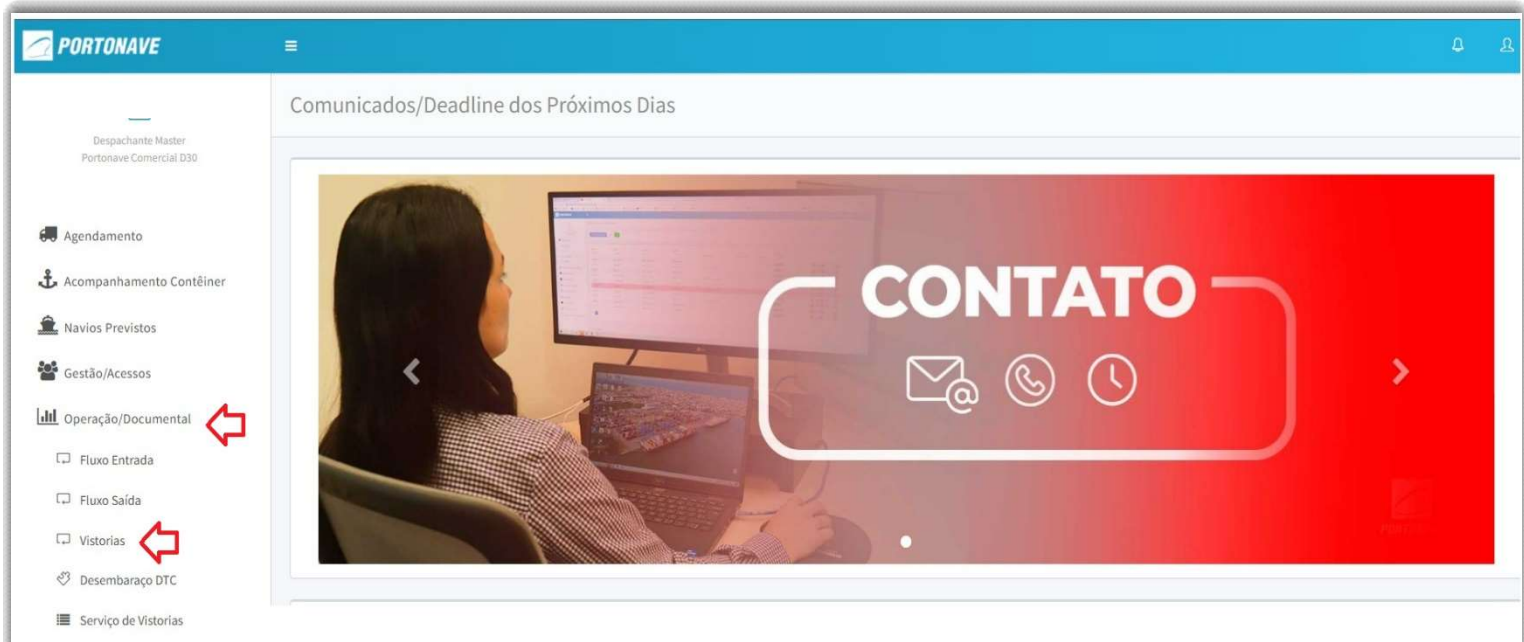 PORTONAVE
Comunicados/Deadline dos Próximos Dias
Despachante Master
Portonave Comercial D30
Agendamento
Acompanhamento Contêiner
Navios Previstos
Gestão/Acessos
Operação/Documental
Fluxo Entrada
Fluxo Saída
Vistorias
Desembaraço DTC
Serviço de Vistorias
CONTATO